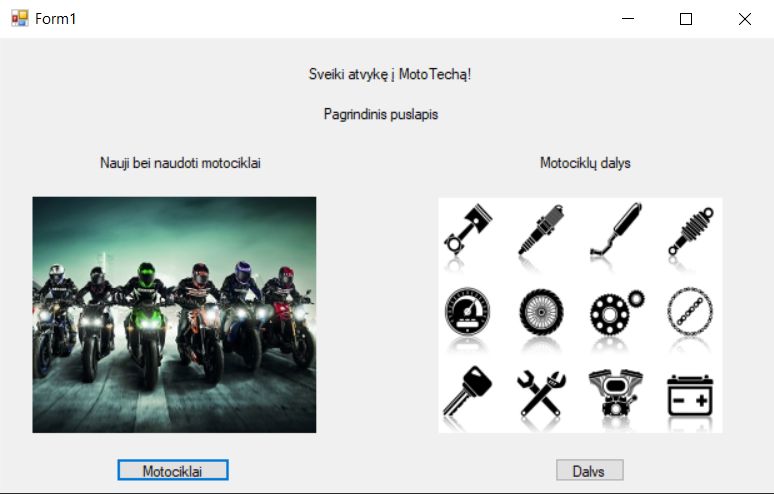 Form1
Sveiki atvykę į MotoTechą!
Pagrindinis puslapis
Nauji bei naudoti motociklai
Motociklų dalys
Motociklai
Dalys